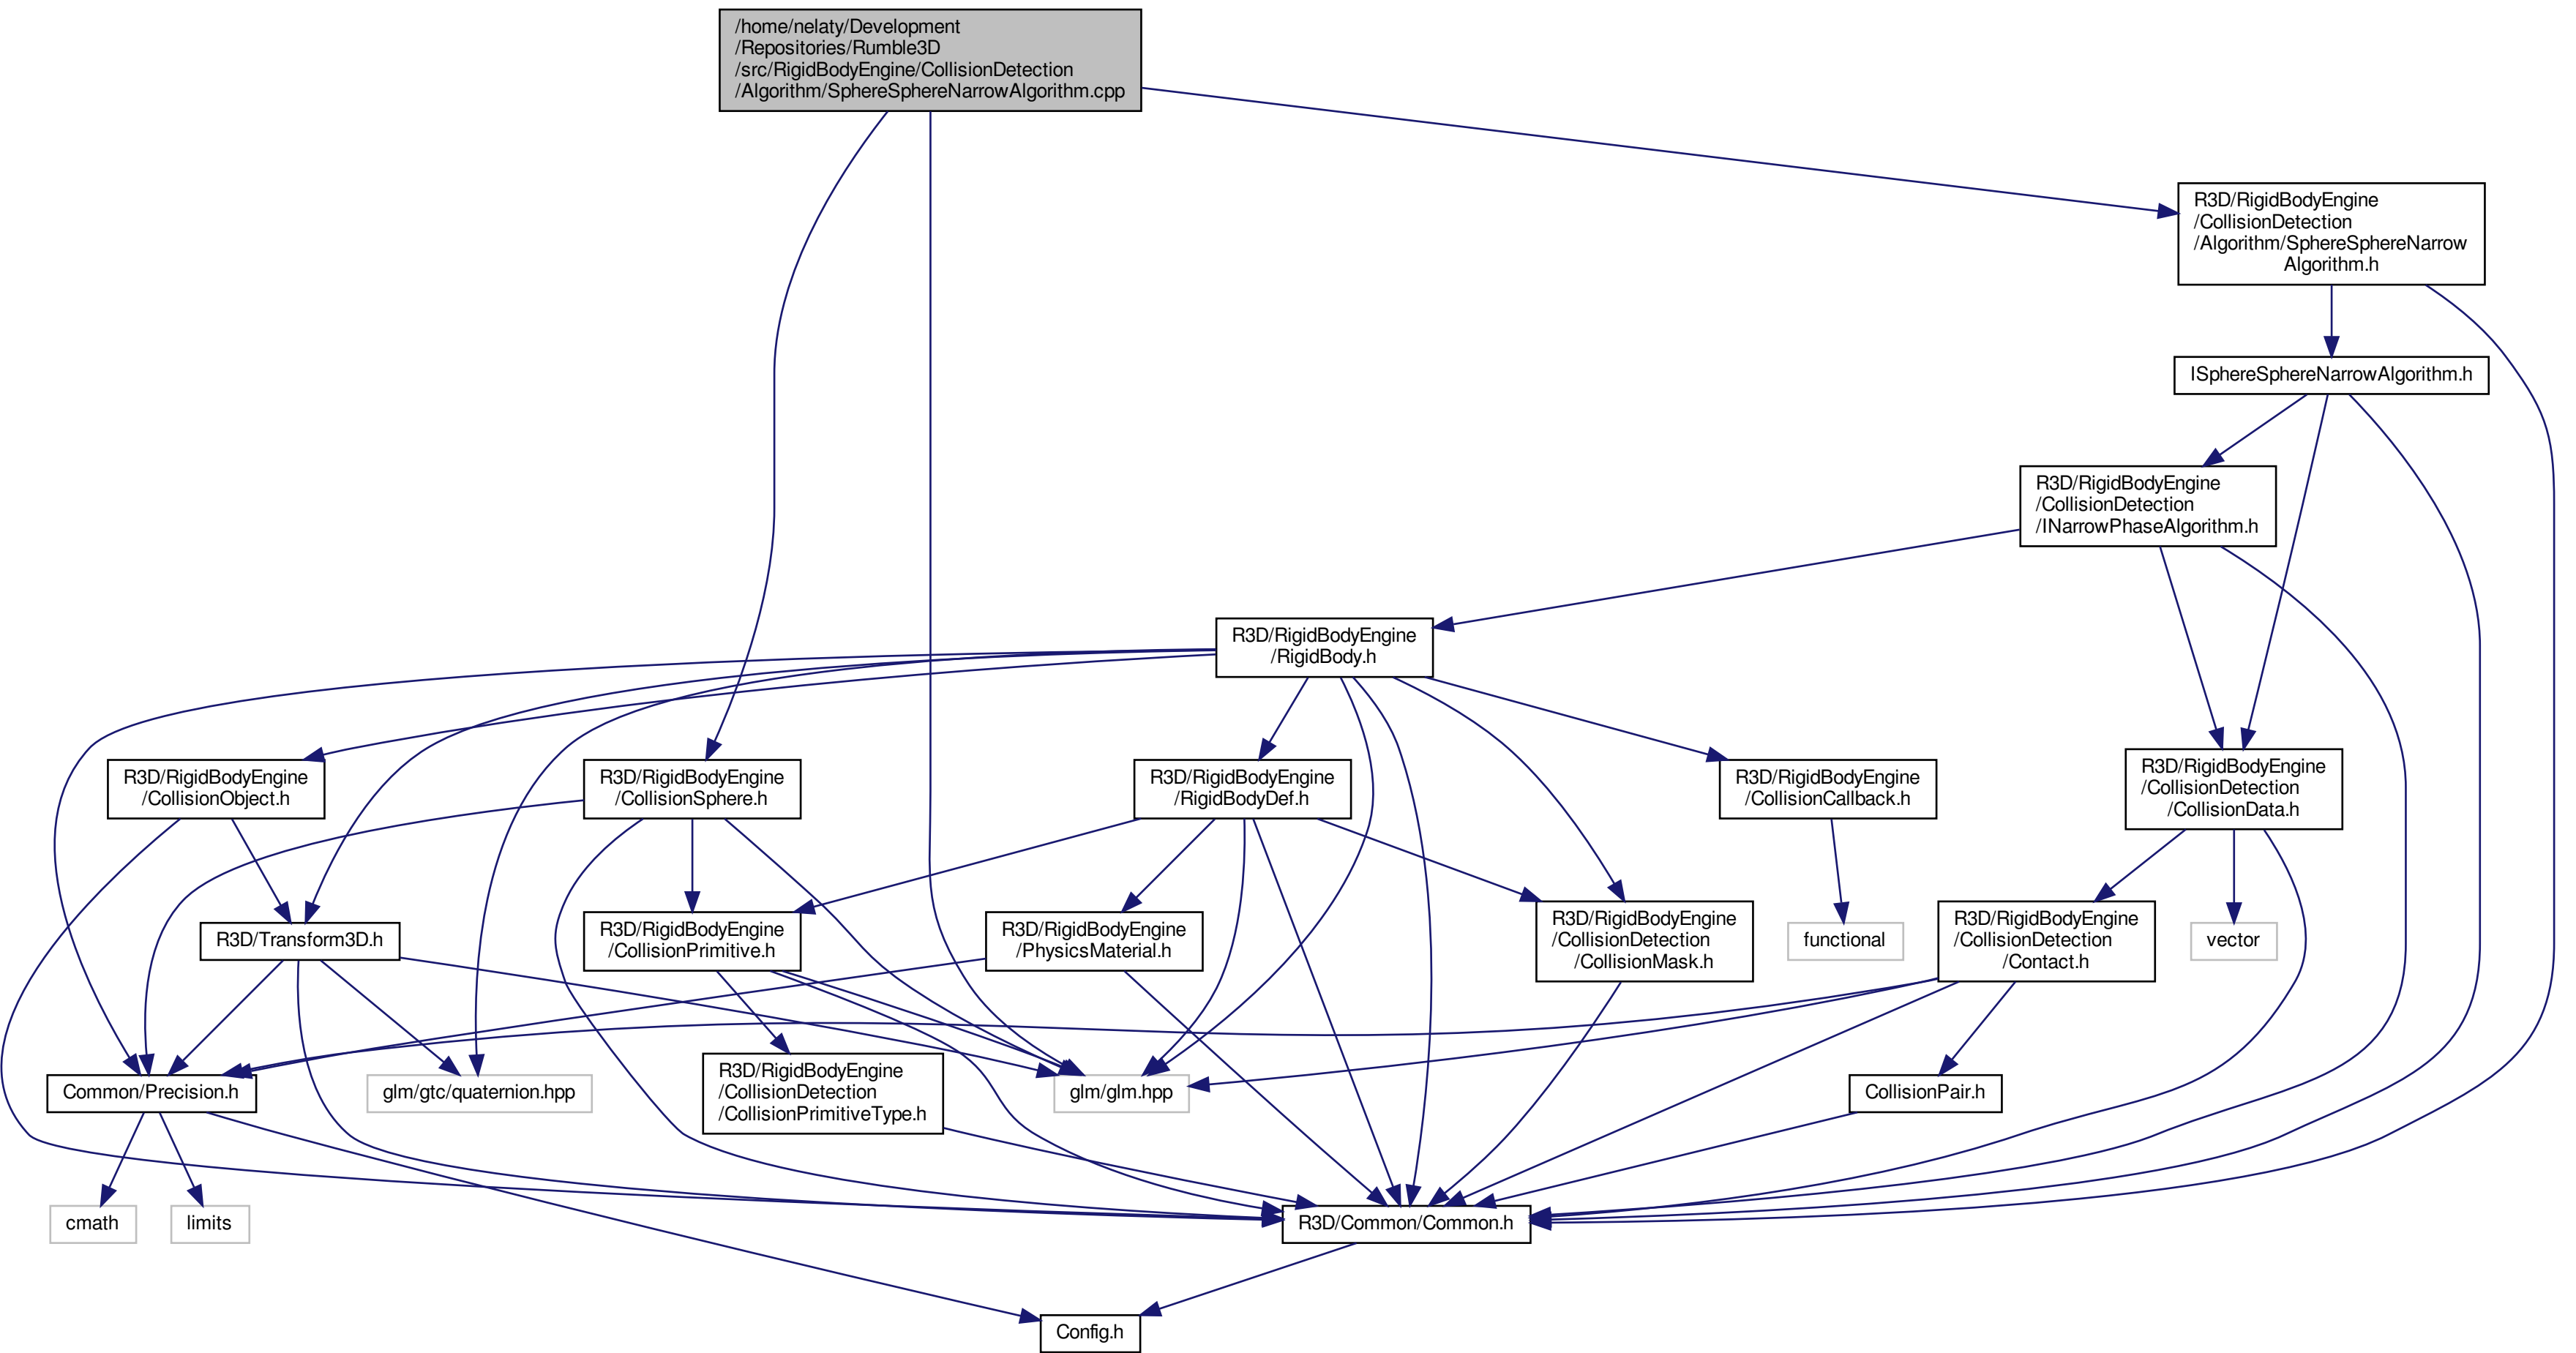 /home/nelaty/Development
/Repositories/Rumble3D
/src/RigidBodyEngine/CollisionDetection
/Algorithm/SphereSphereNarrowAlgorithm.cpp
R3D/RigidBodyEngine
/CollisionDetection
/Algorithm/SphereSphereNarrow
Algorithm.h
ISphereSphereNarrowAlgorithm.h
R3D/RigidBodyEngine
/CollisionDetection
/INarrowPhaseAlgorithm.h
R3D/RigidBodyEngine
/RigidBody.h
R3D/RigidBodyEngine
/CollisionObject.h
R3D/RigidBodyEngine
/CollisionSphere.h
R3D/RigidBodyEngine
/RigidBodyDef.h
R3D/RigidBodyEngine
/CollisionCallback.h
R3D/RigidBodyEngine
/CollisionDetection
/CollisionData.h
R3D/Transform3D.h
R3D/RigidBodyEngine
/CollisionPrimitive.h
R3D/RigidBodyEngine
/PhysicsMaterial.h
R3D/RigidBodyEngine
/CollisionDetection
/CollisionMask.h
functional
R3D/RigidBodyEngine
/CollisionDetection
/Contact.h
vector
Common/Precision.h
glm/gtc/quaternion.hpp
R3D/RigidBodyEngine
/CollisionDetection
/CollisionPrimitiveType.h
glm/glm.hpp
CollisionPair.h
cmath
limits
R3D/Common/Common.h
Config.h